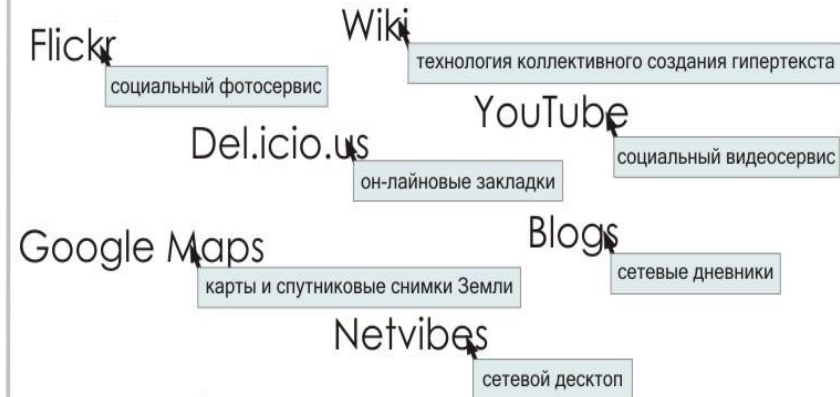 Flickr
социальный фотосервис
Wiki
технология коллективного создания гипертекста
YouTube
социальный видеосервис
Del.icio.us
он-лайновые закладки
Google Maps
карты и спутниковые снимки Земли
Blogs
сетевые дневники
Netvibes
сетевой десктоп